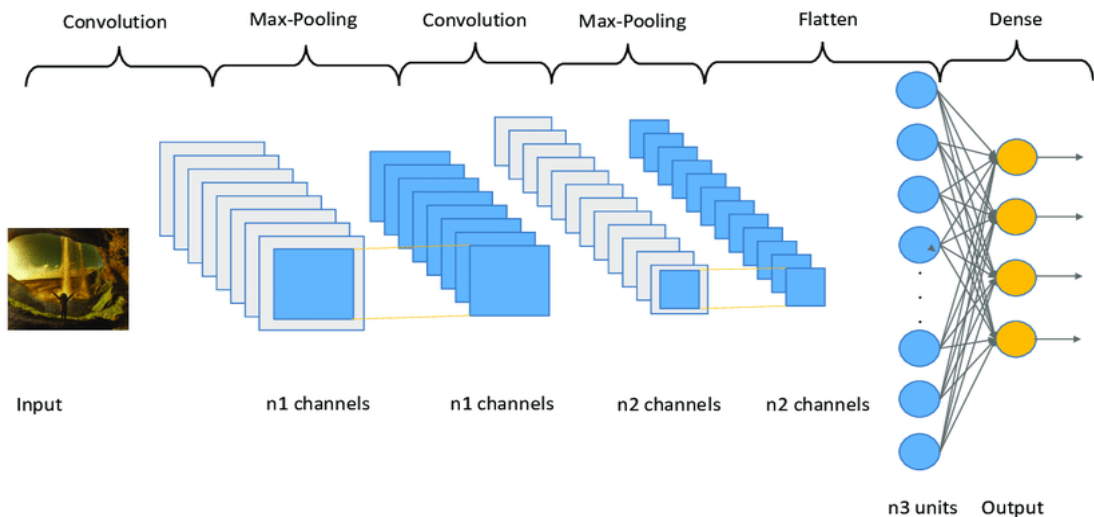 Convolution
Max-Pooling
Convolution
Max-Pooling
Flatten
Dense
Input
n1 channels
n1 channels
n2 channels
n2 channels
n3 units
Output